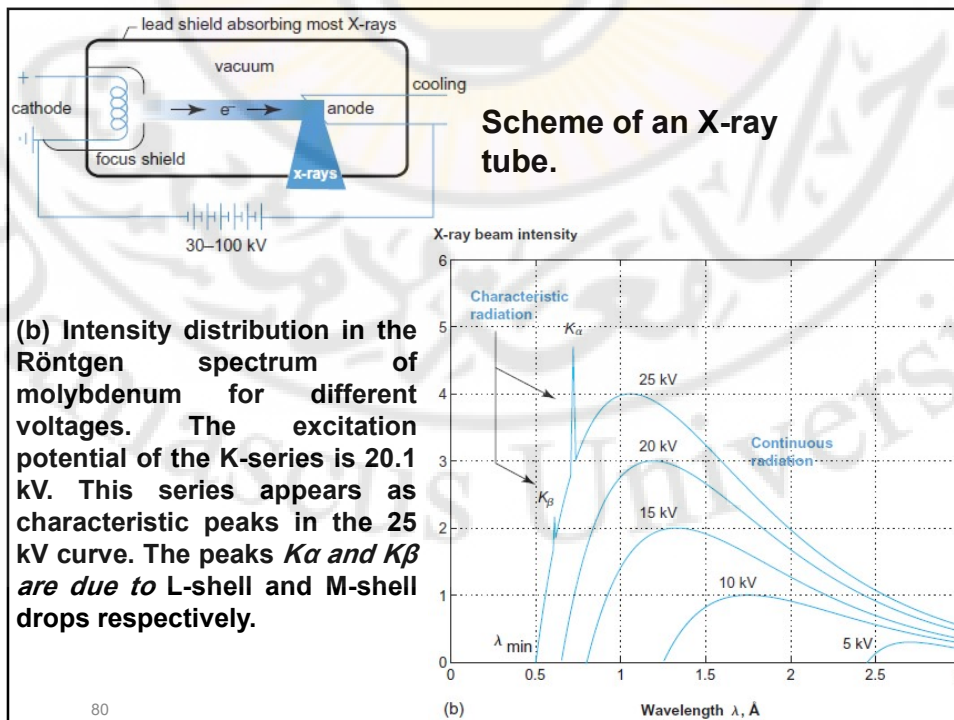 lead shield absorbing most X-rays
vacuum
cooling
+
cathode
e⁻
anode
focus shield
x-rays
30–100 kV
Scheme of an X-ray
tube.
(b) Intensity distribution in the
Röntgen spectrum of
molybdenum for different
voltages. The excitation
potential of the K-series is 20.1
kV. This series appears as
characteristic peaks in the 25
kV curve. The peaks Kα and Kβ
are due to L-shell and M-shell
drops respectively.
X-ray beam intensity
6
5
4
3
2
1
0
Characteristic
radiation
Kα
Kβ
25 kV
20 kV
Continuous
radiation
15 kV
10 kV
5 kV
λ min
0 0.5 1 1.5 2 2.5
(b) Wavelength λ, Å
80